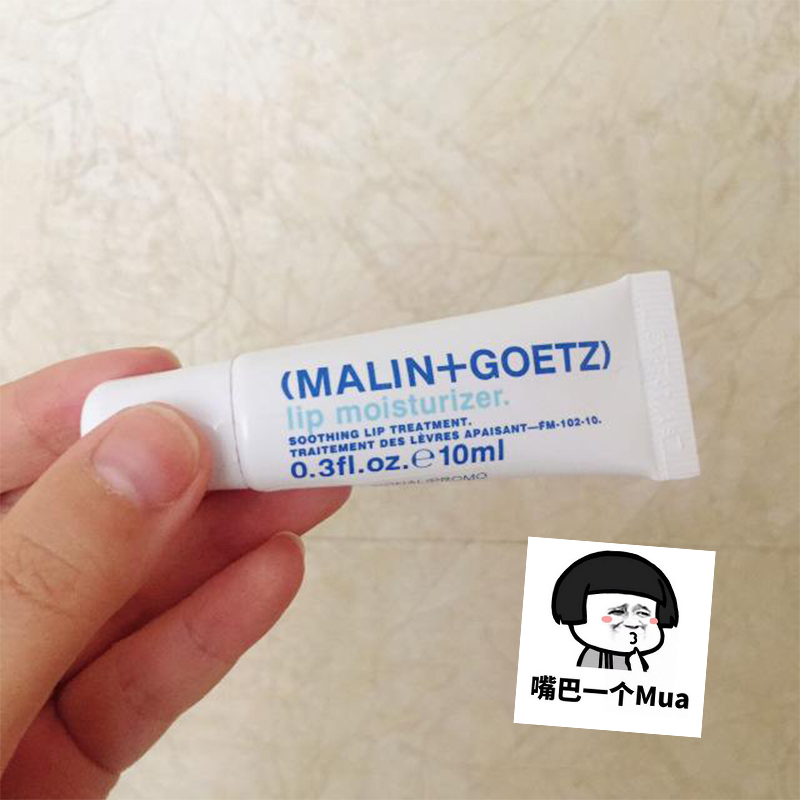 (MALIN+GOETZ)
lip moisturizer.
SOOTHING LIP TREATMENT.
TRAITEMENT DES LÈVRES APAISANT—FM-102-10.
0.3fl.oz.℮10ml
嘴巴一个Mua